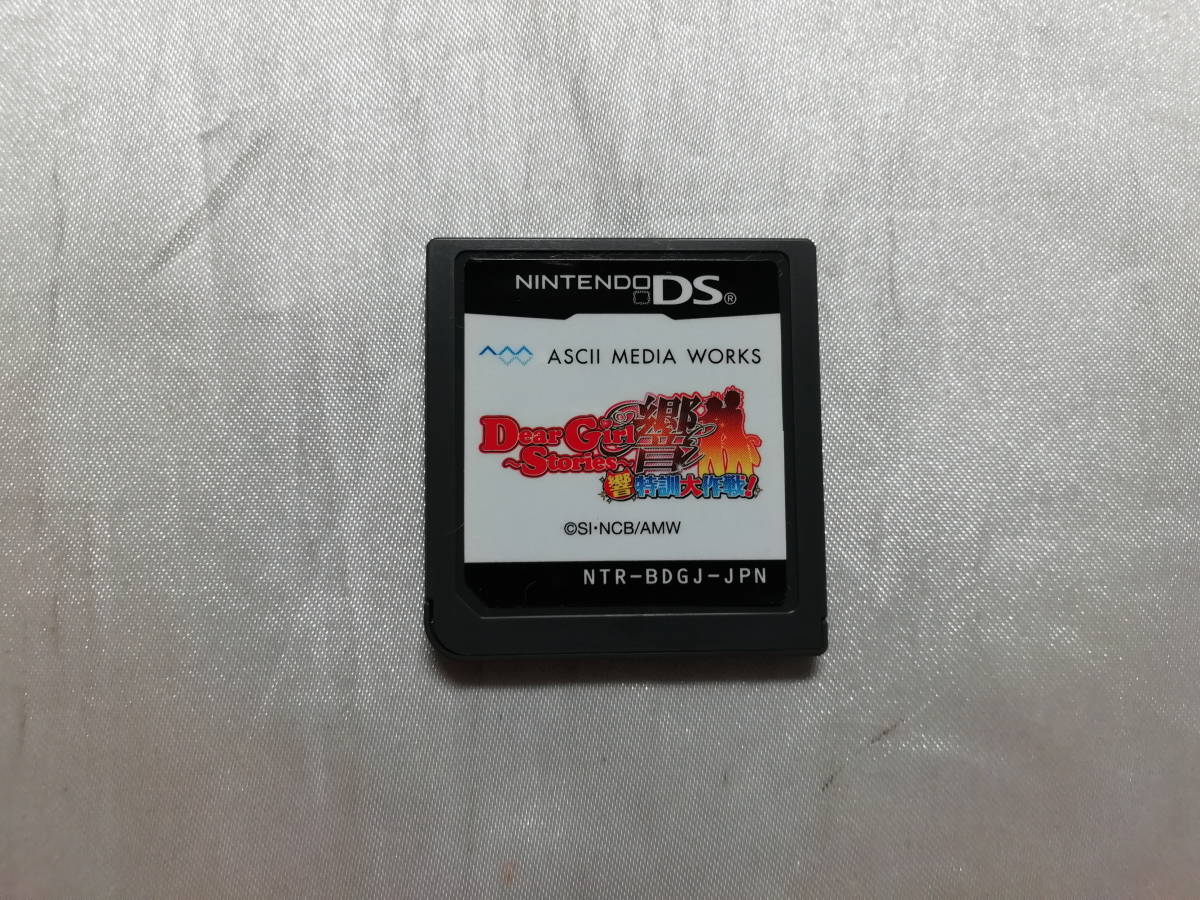 NINTENDO DS®
ASCII MEDIA WORKS
Dear Girl 響
~Stories~
響特訓大作戦!
©SI・NCB/AMW
NTR-BDGJ-JPN